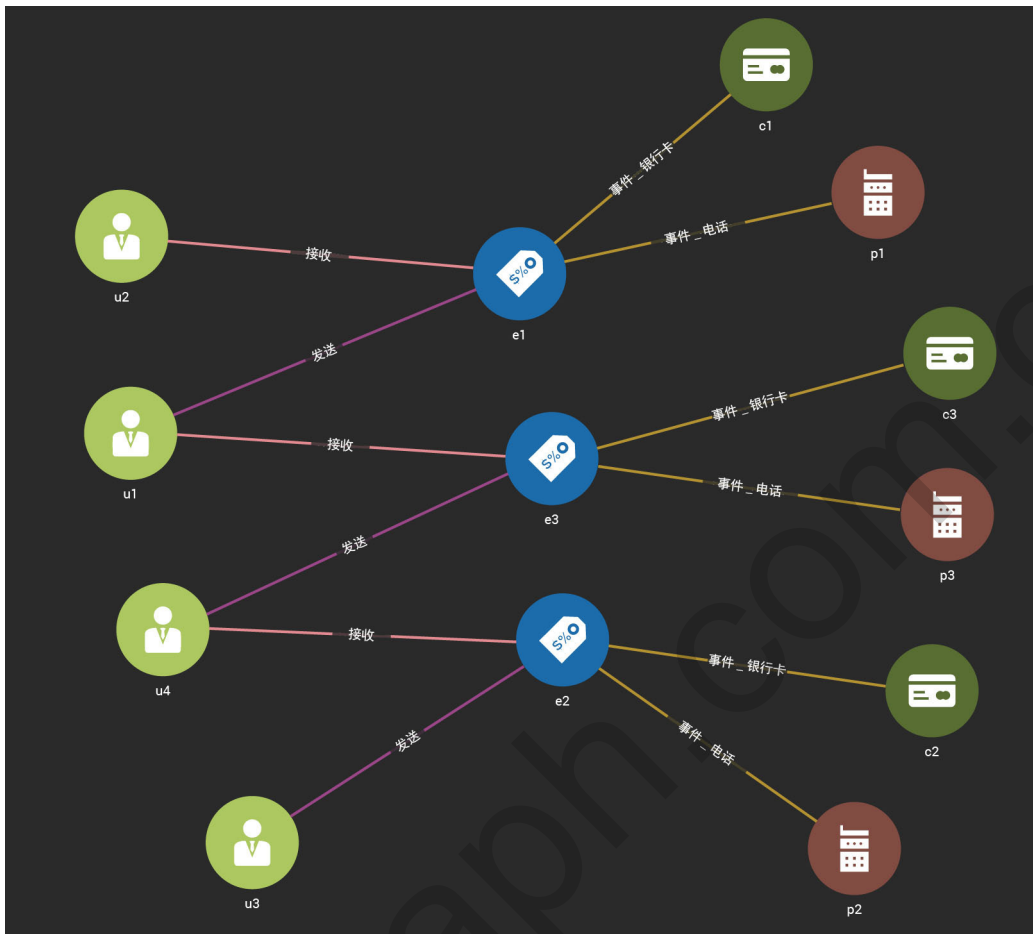 c1
事件_银行卡
p1
事件_电话
u2
接收
S%
e1
发送
c3
事件_银行卡
u1
接收
S%
e3
事件_电话
p3
发送
u4
接收
S%
e2
事件_银行卡
c2
事件_电话
发送
u3
p2
aph.com.